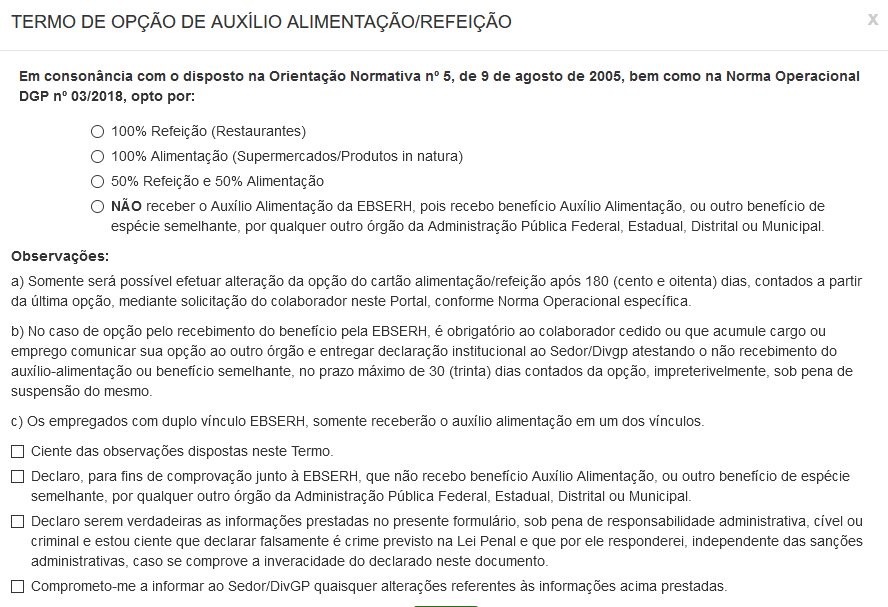 TERMO DE OPÇÃO DE AUXÍLIO ALIMENTAÇÃO/REFEIÇÃO
x
Em consonância com o disposto na Orientação Normativa nº 5, de 9 de agosto de 2005, bem como na Norma Operacional
DGP nº 03/2018, opto por:
100% Refeição (Restaurantes)
100% Alimentação (Supermercados/Produtos in natura)
50% Refeição e 50% Alimentação
NÃO receber o Auxílio Alimentação da EBSERH, pois recebo benefício Auxílio Alimentação, ou outro benefício de
espécie semelhante, por qualquer outro órgão da Administração Pública Federal, Estadual, Distrital ou Municipal.
Observações:
a) Somente será possível efetuar alteração da opção do cartão alimentação/refeição após 180 (cento e oitenta) dias, contados a partir
da última opção, mediante solicitação do colaborador neste Portal, conforme Norma Operacional específica.
b) No caso de opção pelo recebimento do benefício pela EBSERH, é obrigatório ao colaborador cedido ou que acumule cargo ou
emprego comunicar sua opção ao outro órgão e entregar declaração institucional ao Sedor/Divgp atestando o não recebimento do
auxílio-alimentação ou benefício semelhante, no prazo máximo de 30 (trinta) dias contados da opção, impreterivelmente, sob pena de
suspensão do mesmo.
c) Os empregados com duplo vínculo EBSERH, somente receberão o auxílio alimentação em um dos vínculos.
Ciente das observações dispostas neste Termo.
Declaro, para fins de comprovação junto à EBSERH, que não recebo benefício Auxílio Alimentação, ou outro benefício de espécie
semelhante, por qualquer outro órgão da Administração Pública Federal, Estadual, Distrital ou Municipal.
Declaro serem verdadeiras as informações prestadas no presente formulário, sob pena de responsabilidade administrativa, cível ou
criminal e estou ciente que declarar falsamente é crime previsto na Lei Penal e que por ele responderei, independente das sanções
administrativas, caso se comprove a inveracidade do declarado neste documento.
Comprometo-me a informar ao Sedor/DivGP quaisquer alterações referentes às informações acima prestadas.